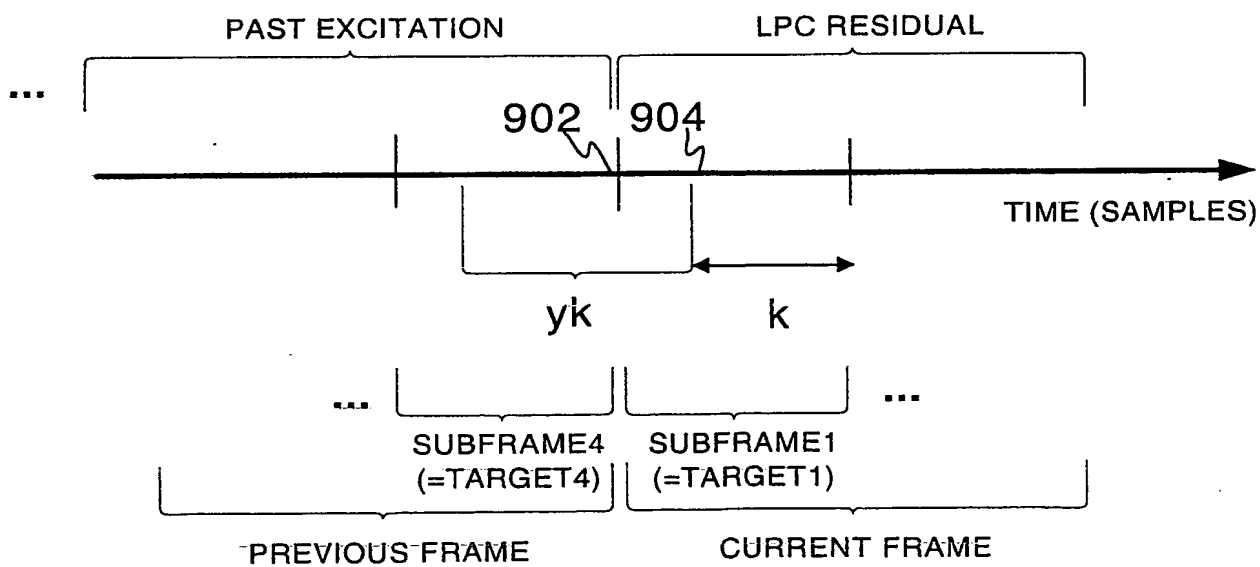 PAST EXCITATION
LPC RESIDUAL
...
902
904
TIME (SAMPLES)
yk
k
...
...
SUBFRAME4
(=TARGET4)
SUBFRAME1
(=TARGET1)
PREVIOUS FRAME
CURRENT FRAME